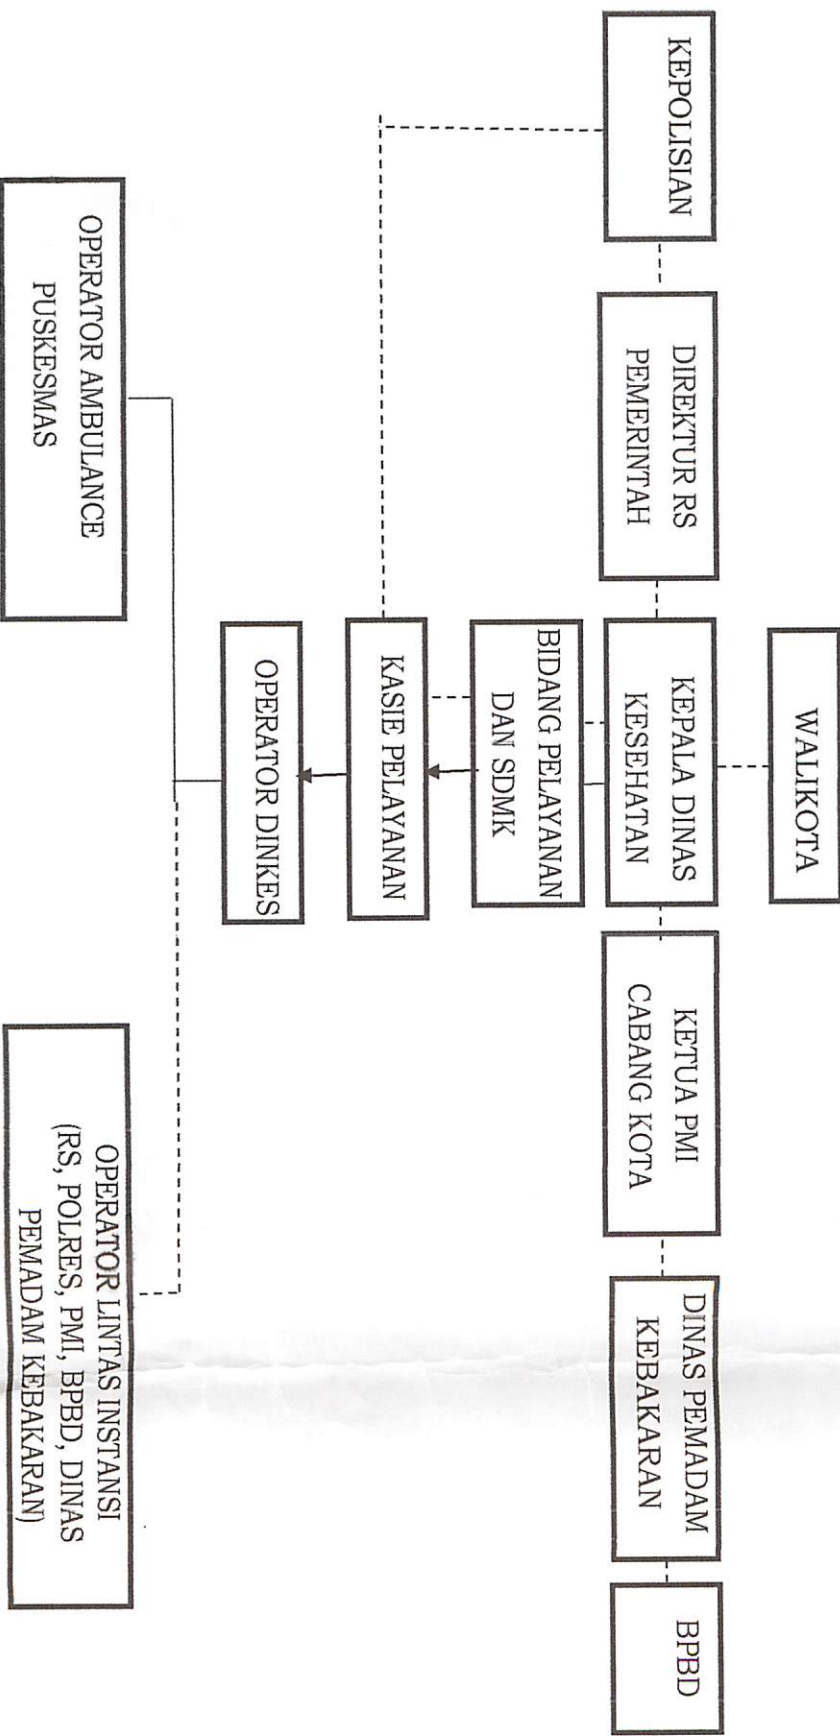 WALIKOTA
KEPOLISIAN
DIREKTUR RS
PEMERINTAH
KEPALA DINAS
KESEHATAN
KETUA PMI
CABANG KOTA
DINAS PEMADAM
KEBAKARAN
BPBD
BIDANG PELAYANAN
DAN SDMK
KASIE PELAYANAN
OPERATOR DINKES
OPERATOR AMBULANCE
PUSKESMAS
OPERATOR LINTAS INSTANSI
(RS, POLRES, PMI, BPBD, DINAS
PEMADAM KEBAKARAN)